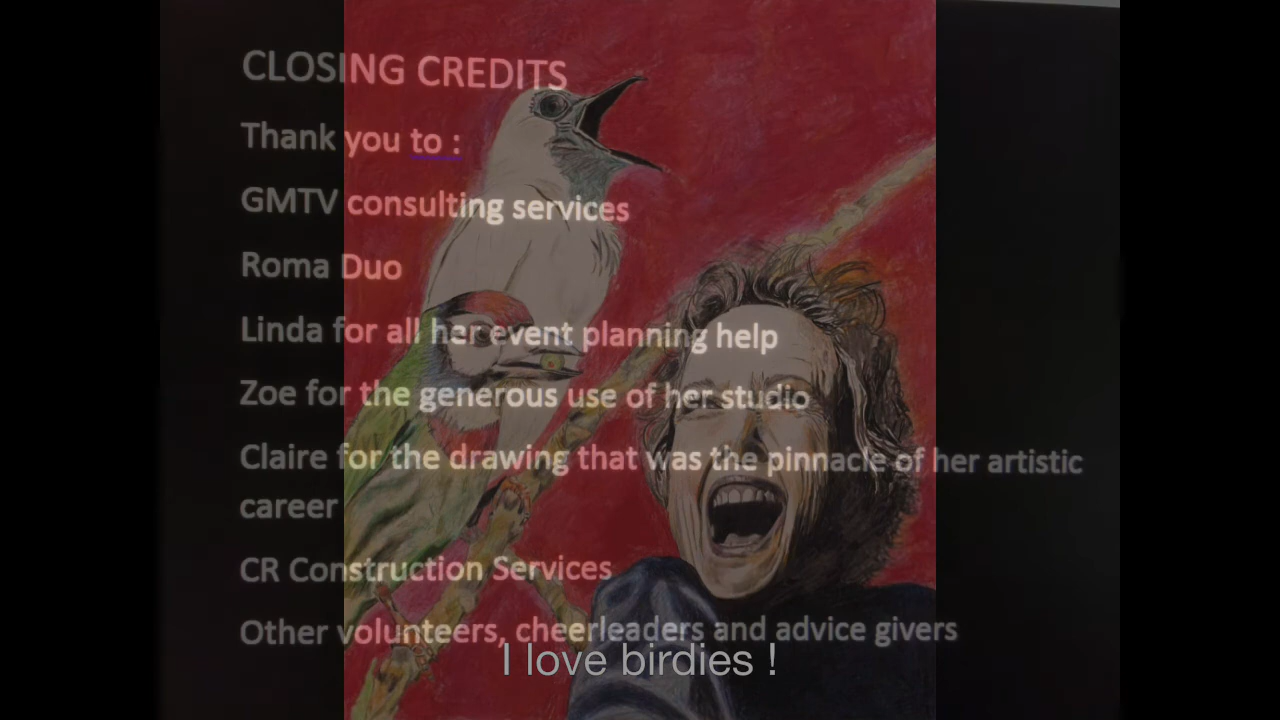 CLOSING CREDITS
Thank you to :
GMTV consulting services
Roma Duo
Linda for all her event planning help
Zoe for the generous use of her studio
Claire for the drawing that was the pinnacle of her artistic
career
CR Construction Services
Other volunteers, cheerleaders and advice givers
I love birdies !